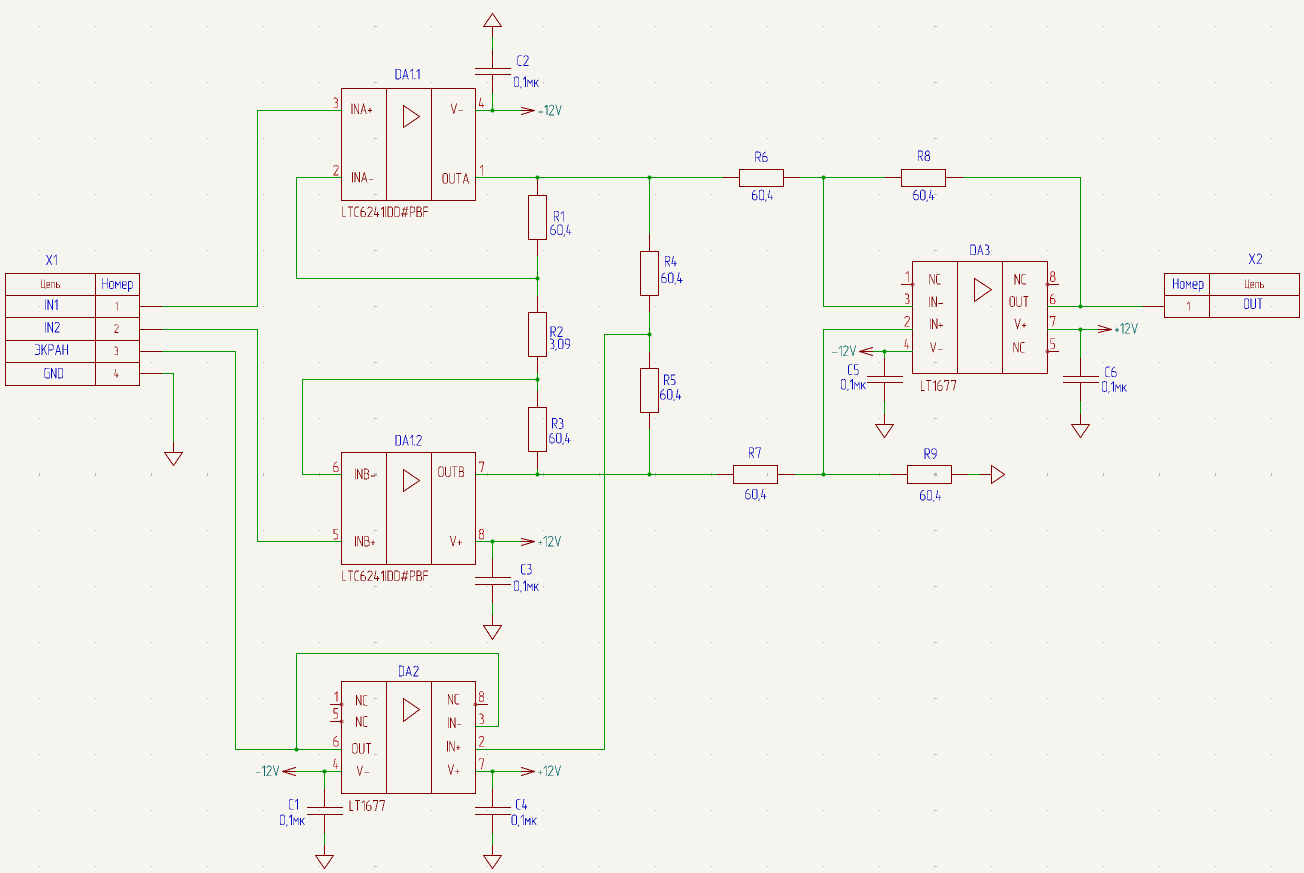 C2
0,1мк
DA1.1
3 INA+ V- 4 -12V
2 INA- OUTA 1
LTC6241IDD#PBF
R6
60,4
R8
60,4
R1
60,4
R4
60,4
X1
Цепь Номер
IN1 1
IN2 2
ЭКРАН 3
GND 4
DA3
1 NC NC 8
3 IN- OUT 6
2 IN+ V+ 7 +12V
-12V 4 V- NC 5
LT1677
C5
0,1мк
C6
0,1мк
X2
Номер Цепь
1 OUT
R2
3,09
R5
60,4
R3
60,4
DA1.2
6 INB- OUTB 7
5 INB+ V+ 8 +12V
LTC6241IDD#PBF
R7
60,4
R9
60,4
C3
0,1мк
DA2
1 NC NC 8
5 NC IN- 3
6 OUT IN+ 2
-12V 4 V- V+ 7 +12V
LT1677
C1
0,1мк
C4
0,1мк